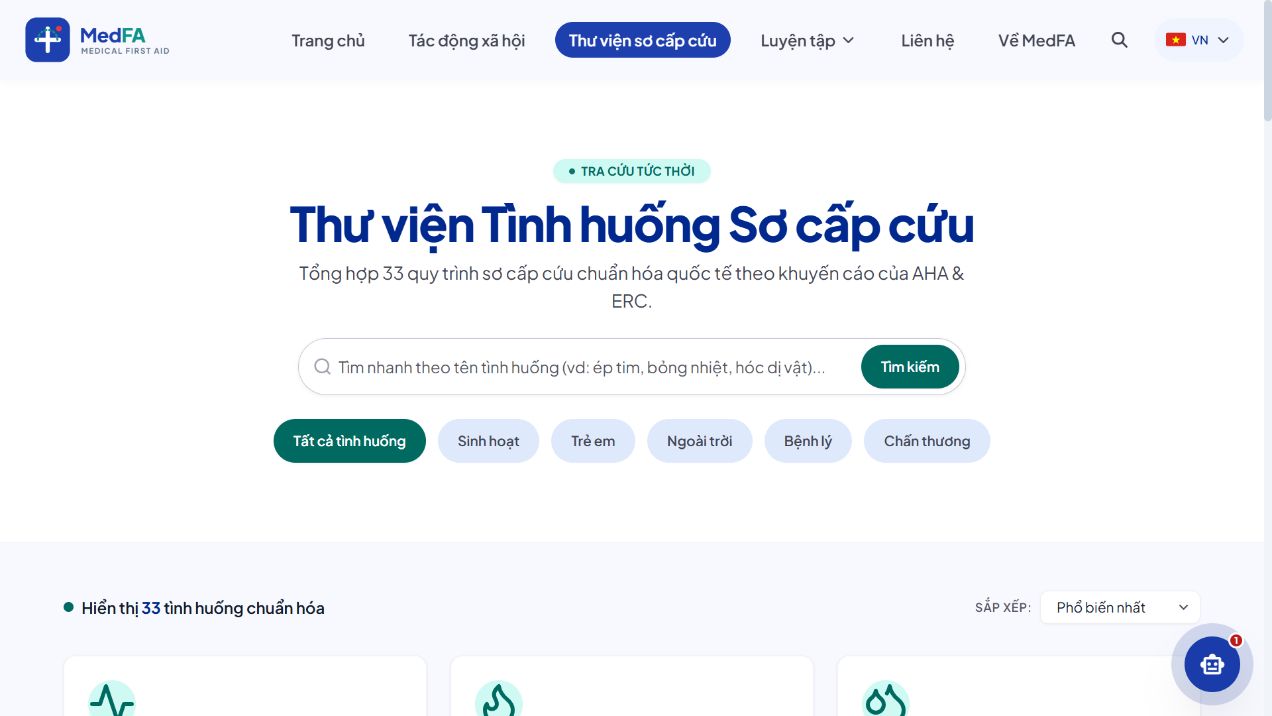 MedFA
MEDICAL FIRST AID
Trang chủ
Tác động xã hội
Thư viện sơ cấp cứu
Luyện tập
Liên hệ
Về MedFA
VN
TRA CỨU TỨC THỜI
Thư viện Tình huống Sơ cấp cứu
Tổng hợp 33 quy trình sơ cấp cứu chuẩn hóa quốc tế theo khuyến cáo của AHA &
ERC.
Tìm nhanh theo tên tình huống (vd: ép tim, bỏng nhiệt, hóc dị vật)...
Tìm kiếm
Tất cả tình huống
Sinh hoạt
Trẻ em
Ngoài trời
Bệnh lý
Chấn thương
Hiển thị 33 tình huống chuẩn hóa
SẮP XẾP:
Phổ biến nhất
1